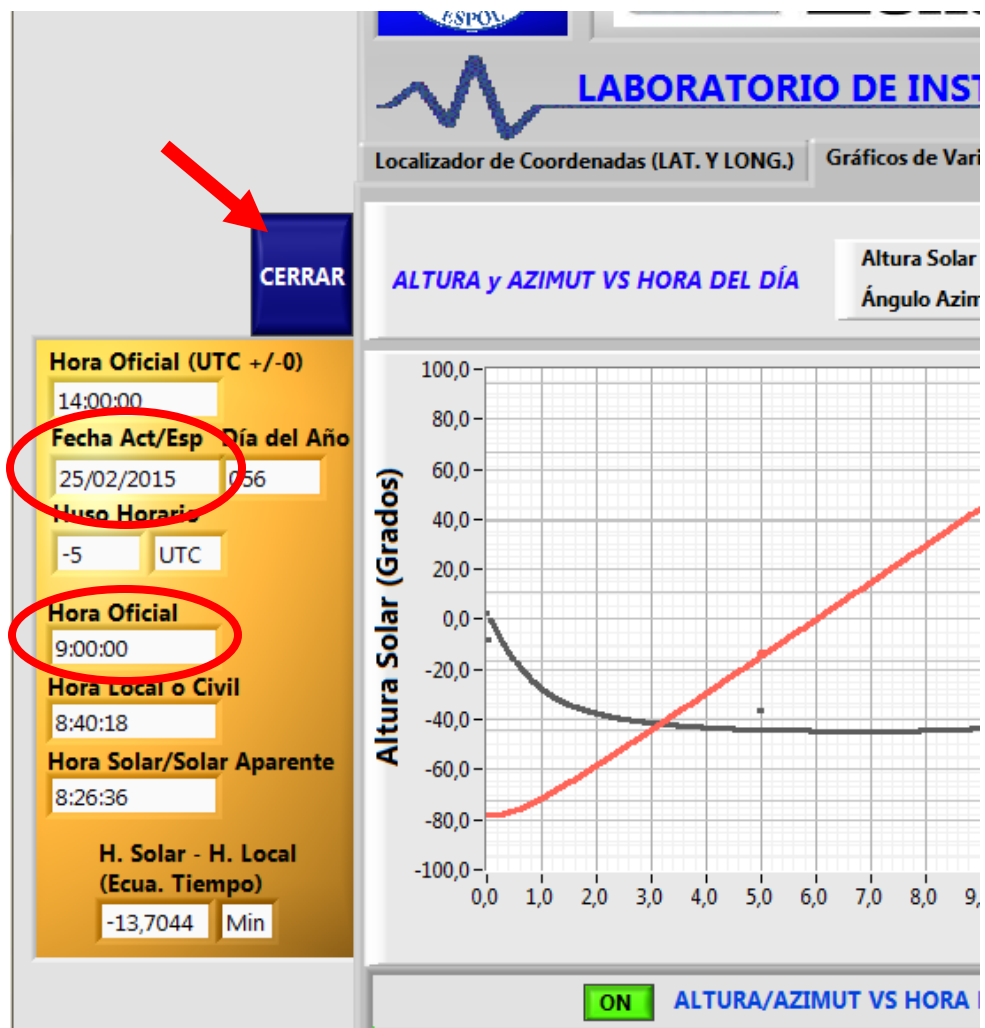 ESPOL
LABORATORIO DE INST
Localizador de Coordenadas (LAT. Y LONG.) Gráficos de Vari
CERRAR
ALTURA y AZIMUT VS HORA DEL DÍA
Altura Solar
Ángulo Azim
Hora Oficial (UTC +/-0)
14:00:00
Fecha Act/Esp Día del Año
25/02/2015 056
Huso Horario
-5 UTC
Hora Oficial
9:00:00
Hora Local o Civil
8:40:18
Hora Solar/Solar Aparente
8:26:36
H. Solar - H. Local
(Ecua. Tiempo)
-13,7044 Min
Altura Solar (Grados)
100,0
80,0
60,0
40,0
20,0
0,0
-20,0
-40,0
-60,0
-80,0
-100,0
0,0 1,0 2,0 3,0 4,0 5,0 6,0 7,0 8,0 9,
ON ALTURA/AZIMUT VS HORA